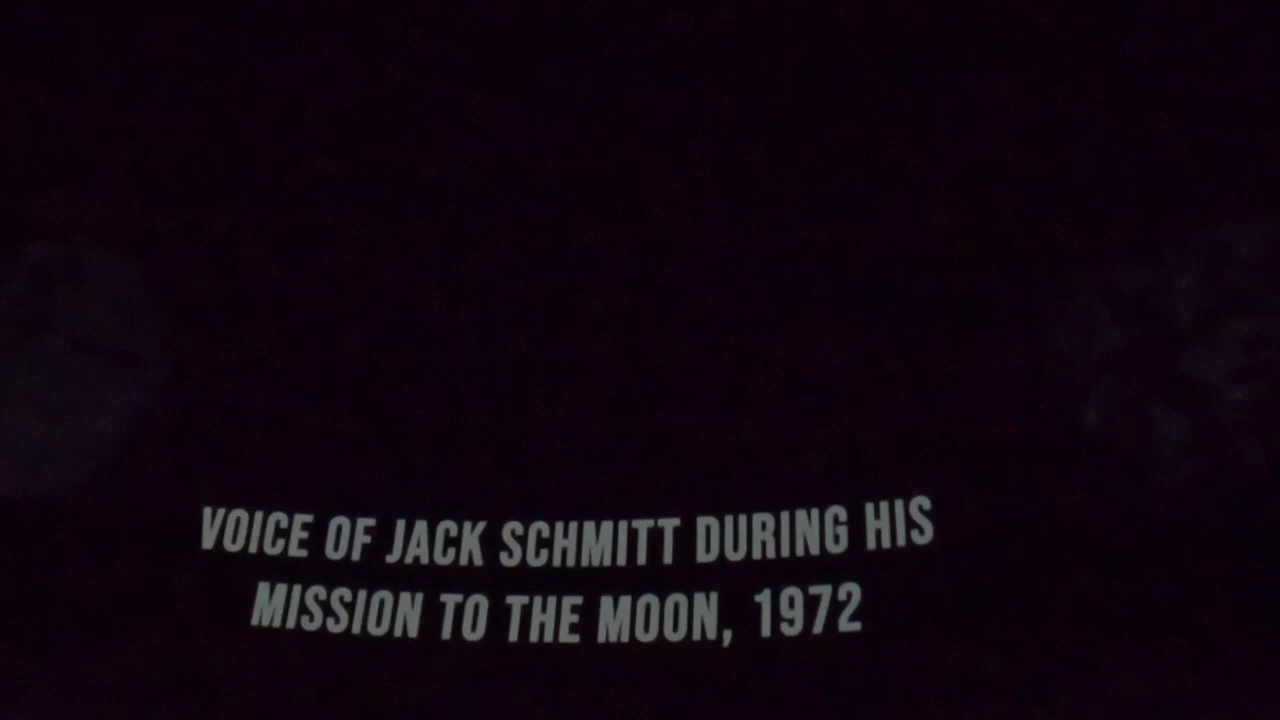 VOICE OF JACK SCHMITT DURING HIS
MISSION TO THE MOON, 1972